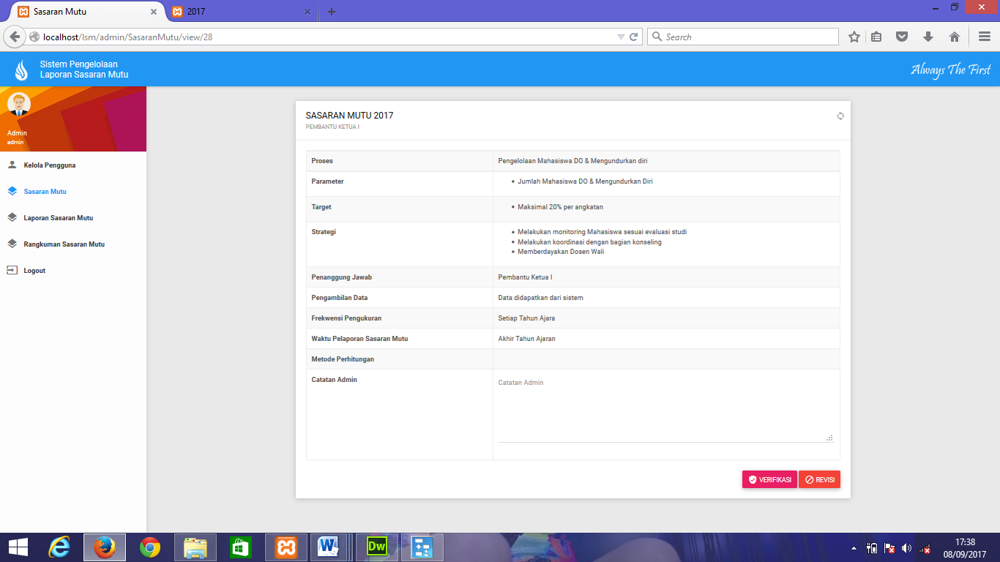 Sasaran Mutu
2017
localhost/lsm/admin/SasaranMutu/view/28
Search
Sistem Pengelolaan
Laporan Sasaran Mutu
Always The First
Admin
admin
Kelola Pengguna
Sasaran Mutu
Laporan Sasaran Mutu
Rangkuman Sasaran Mutu
Logout
SASARAN MUTU 2017
PEMBANTU KETUA I
Proses Pengelolaan Mahasiswa DO & Mengundurkan diri
Parameter • Jumlah Mahasiswa DO & Mengundurkan Diri
Target • Maksimal 20% per angkatan
Strategi • Melakukan monitoring Mahasiswa sesuai evaluasi studi
• Melakukan koordinasi dengan bagian konseling
• Memberdayakan Dosen Wali
Penanggung Jawab Pembantu Ketua I
Pengambilan Data Data didapatkan dari sistem
Frekwensi Pengukuran Setiap Tahun Ajara
Waktu Pelaporan Sasaran Mutu Akhir Tahun Ajaran
Metode Perhitungan
Catatan Admin Catatan Admin
VERIFIKASI REVISI
Dw
17:38
08/09/2017